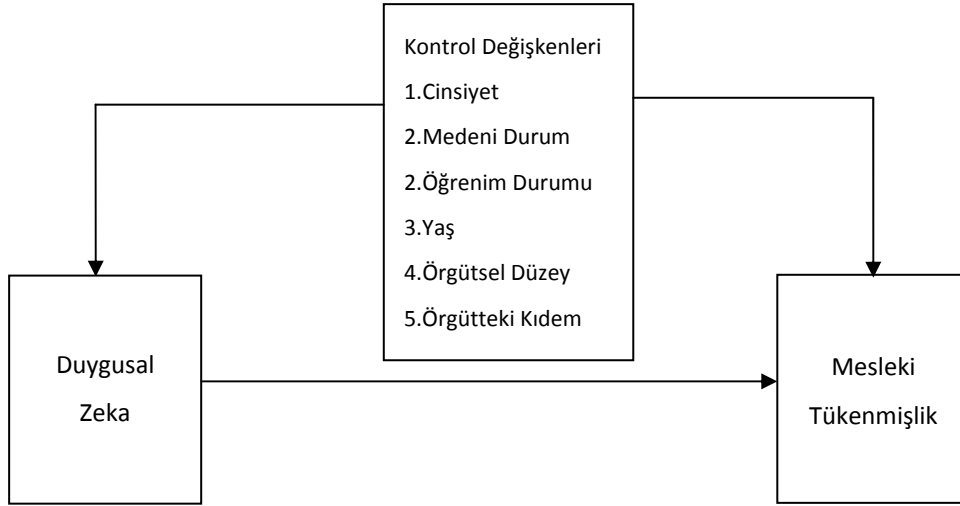 Kontrol Değişkenleri
1.Cinsiyet
2.Medeni Durum
2.Öğrenim Durumu
3.Yaş
4.Örgütsel Düzey
5.Örgütteki Kıdem
Duygusal
Zeka
Mesleki
Tükenmişlik